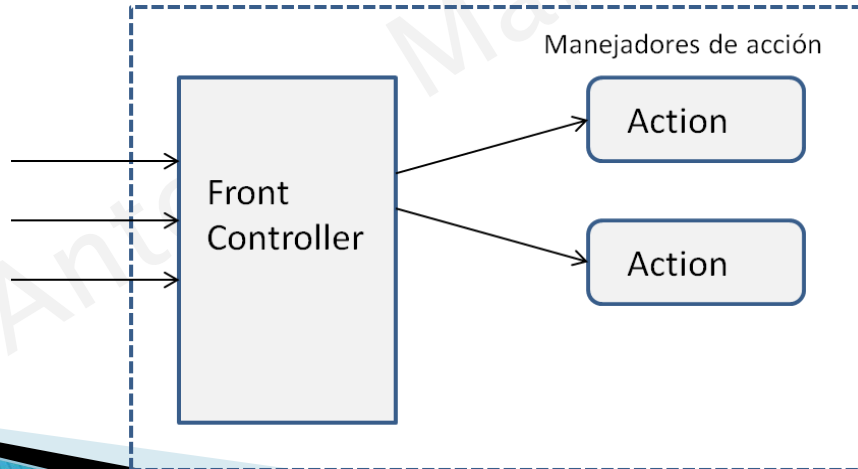 Manejadores de acción
Action
Front
Controller
Action